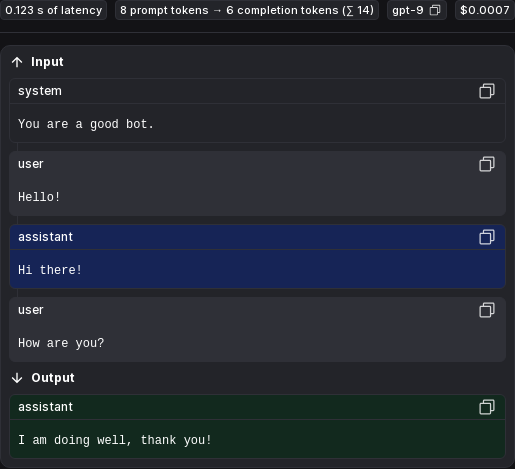 0.123 s of latency 8 prompt tokens → 6 completion tokens (∑ 14) gpt-9 $0.0007
↑ Input
system
You are a good bot.
user
Hello!
assistant
Hi there!
user
How are you?
↓ Output
assistant
I am doing well, thank you!